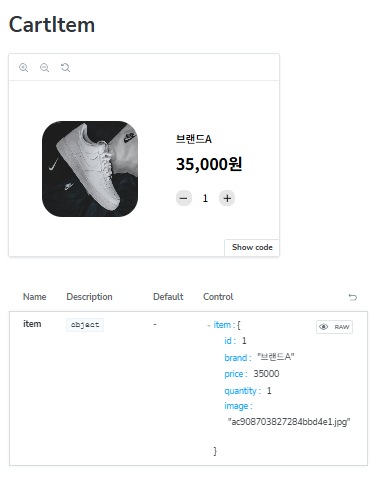 CartItem
브랜드A
35,000원
1
Show code
Name Description Default Control
item object - - item : {
RAW
id : 1
brand : "브랜드A"
price : 35000
quantity : 1
image :
"ac908703827284bbd4e1.jpg"
}